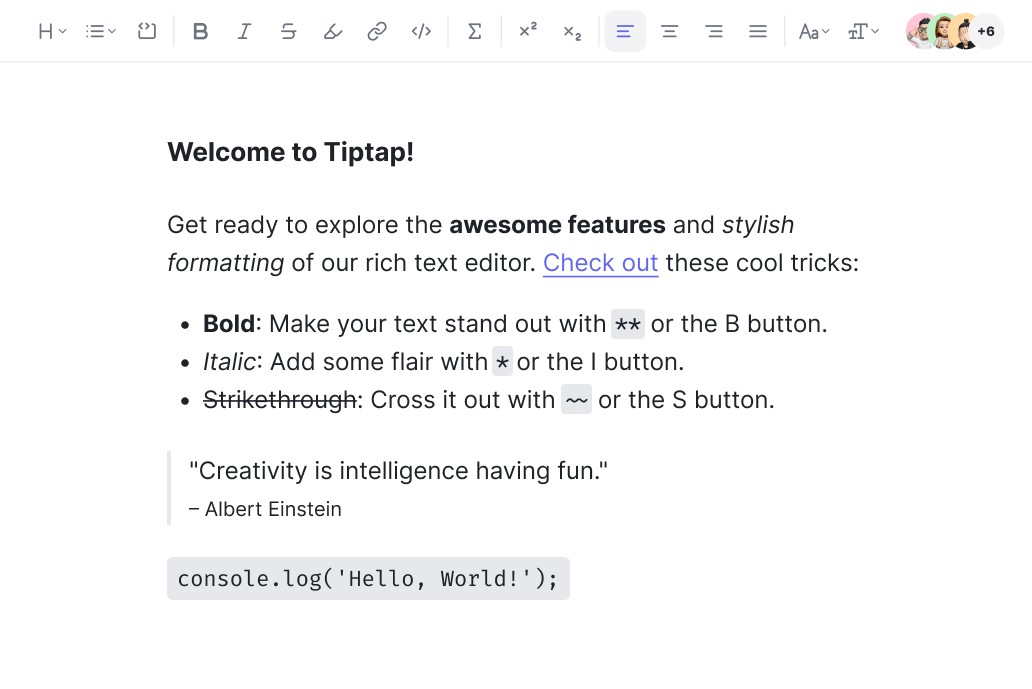 H
B I S </> Σ x² x₂ Aa тT +6
Welcome to Tiptap!
Get ready to explore the awesome features and stylish
formatting of our rich text editor. Check out these cool tricks:
• Bold: Make your text stand out with ** or the B button.
• Italic: Add some flair with * or the I button.
• Strikethrough: Cross it out with ~~ or the S button.
"Creativity is intelligence having fun."
– Albert Einstein
console.log('Hello, World!');